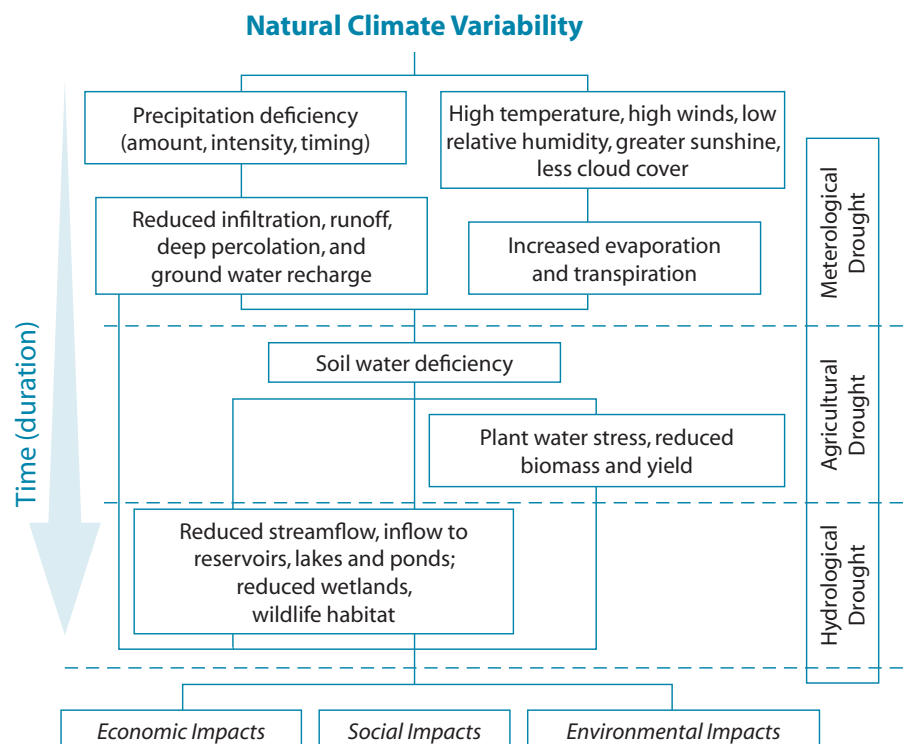 Natural Climate Variability
Precipitation deficiency
(amount, intensity, timing)
High temperature, high winds, low
relative humidity, greater sunshine,
less cloud cover
Reduced infiltration, runoff,
deep percolation, and
ground water recharge
Increased evaporation
and transpiration
Meterological
Drought
Time (duration)
Soil water deficiency
Plant water stress, reduced
biomass and yield
Agricultural
Drought
Reduced streamflow, inflow to
reservoirs, lakes and ponds;
reduced wetlands,
wildlife habitat
Hydrological
Drought
Economic Impacts
Social Impacts
Environmental Impacts